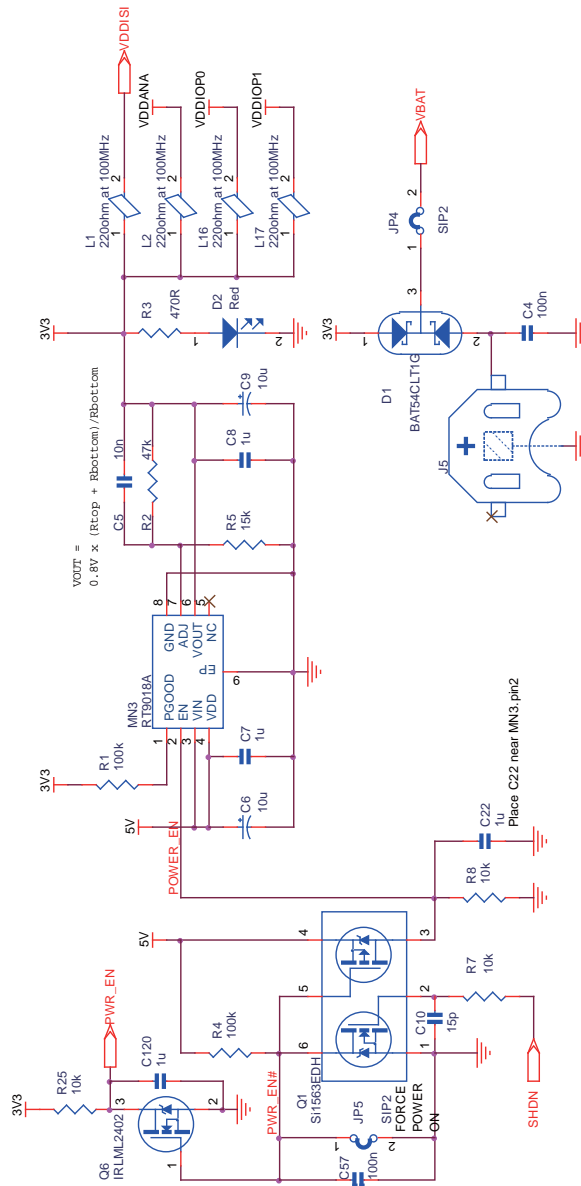 3V3
R25
10k
PWR_EN
Q6
IRLML2402
3
1
2
C120
1u
5V
R4
100k
PWR_EN#
Q1
Si1563EDH
6
5
4
1
2
3
C57
100n
JP5
1
2
SIP2
FORCE
POWER
ON
C10
15p
R7
10k
SHDN
R8
10k
C22
1u
Place C22 near MN3.pin2
3V3
R1
100k
5V
POWER_EN
C6
10u
C7
1u
MN3
RT9018A
1
2
3
4
PGOOD
EN
VIN
VDD
GND
ADJ
VOUT
NC
EP
8
7
6
5
9
VOUT =
0.8V x (Rtop + Rbottom)/Rbottom
C5
10n
R2
47k
R5
15k
C8
1u
C9
10u
3V3
R3
470R
D2
Red
1
2
L1
220ohm at 100MHz
1
2
VDDISI
L2
220ohm at 100MHz
1
2
VDDANA
L16
220ohm at 100MHz
1
2
VDDIOP0
L17
220ohm at 100MHz
1
2
VDDIOP1
3V3
D1
BAT54CLT1G
1
2
3
JP4
1
2
SIP2
VBAT
J5
+
C4
100n